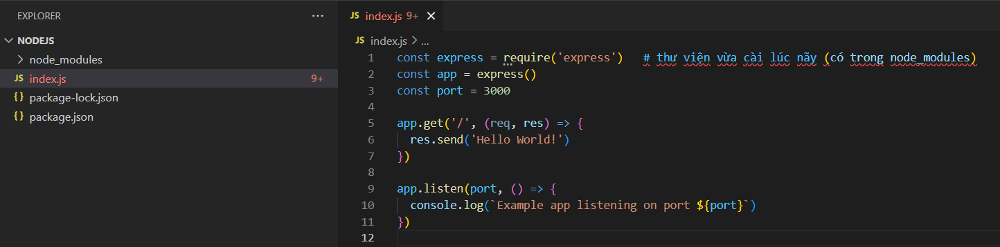 EXPLORER ...
NODEJS
node_modules
JS index.js 9+
{} package-lock.json
{} package.json
JS index.js 9+ ×
JS index.js > ...
1 const express = require('express')   # thư viện vừa cài lúc nãy (có trong node_modules)
2 const app = express()
3 const port = 3000
4
5 app.get('/', (req, res) => {
6   res.send('Hello World!')
7 })
8
9 app.listen(port, () => {
10   console.log(`Example app listening on port ${port}`)
11 })
12